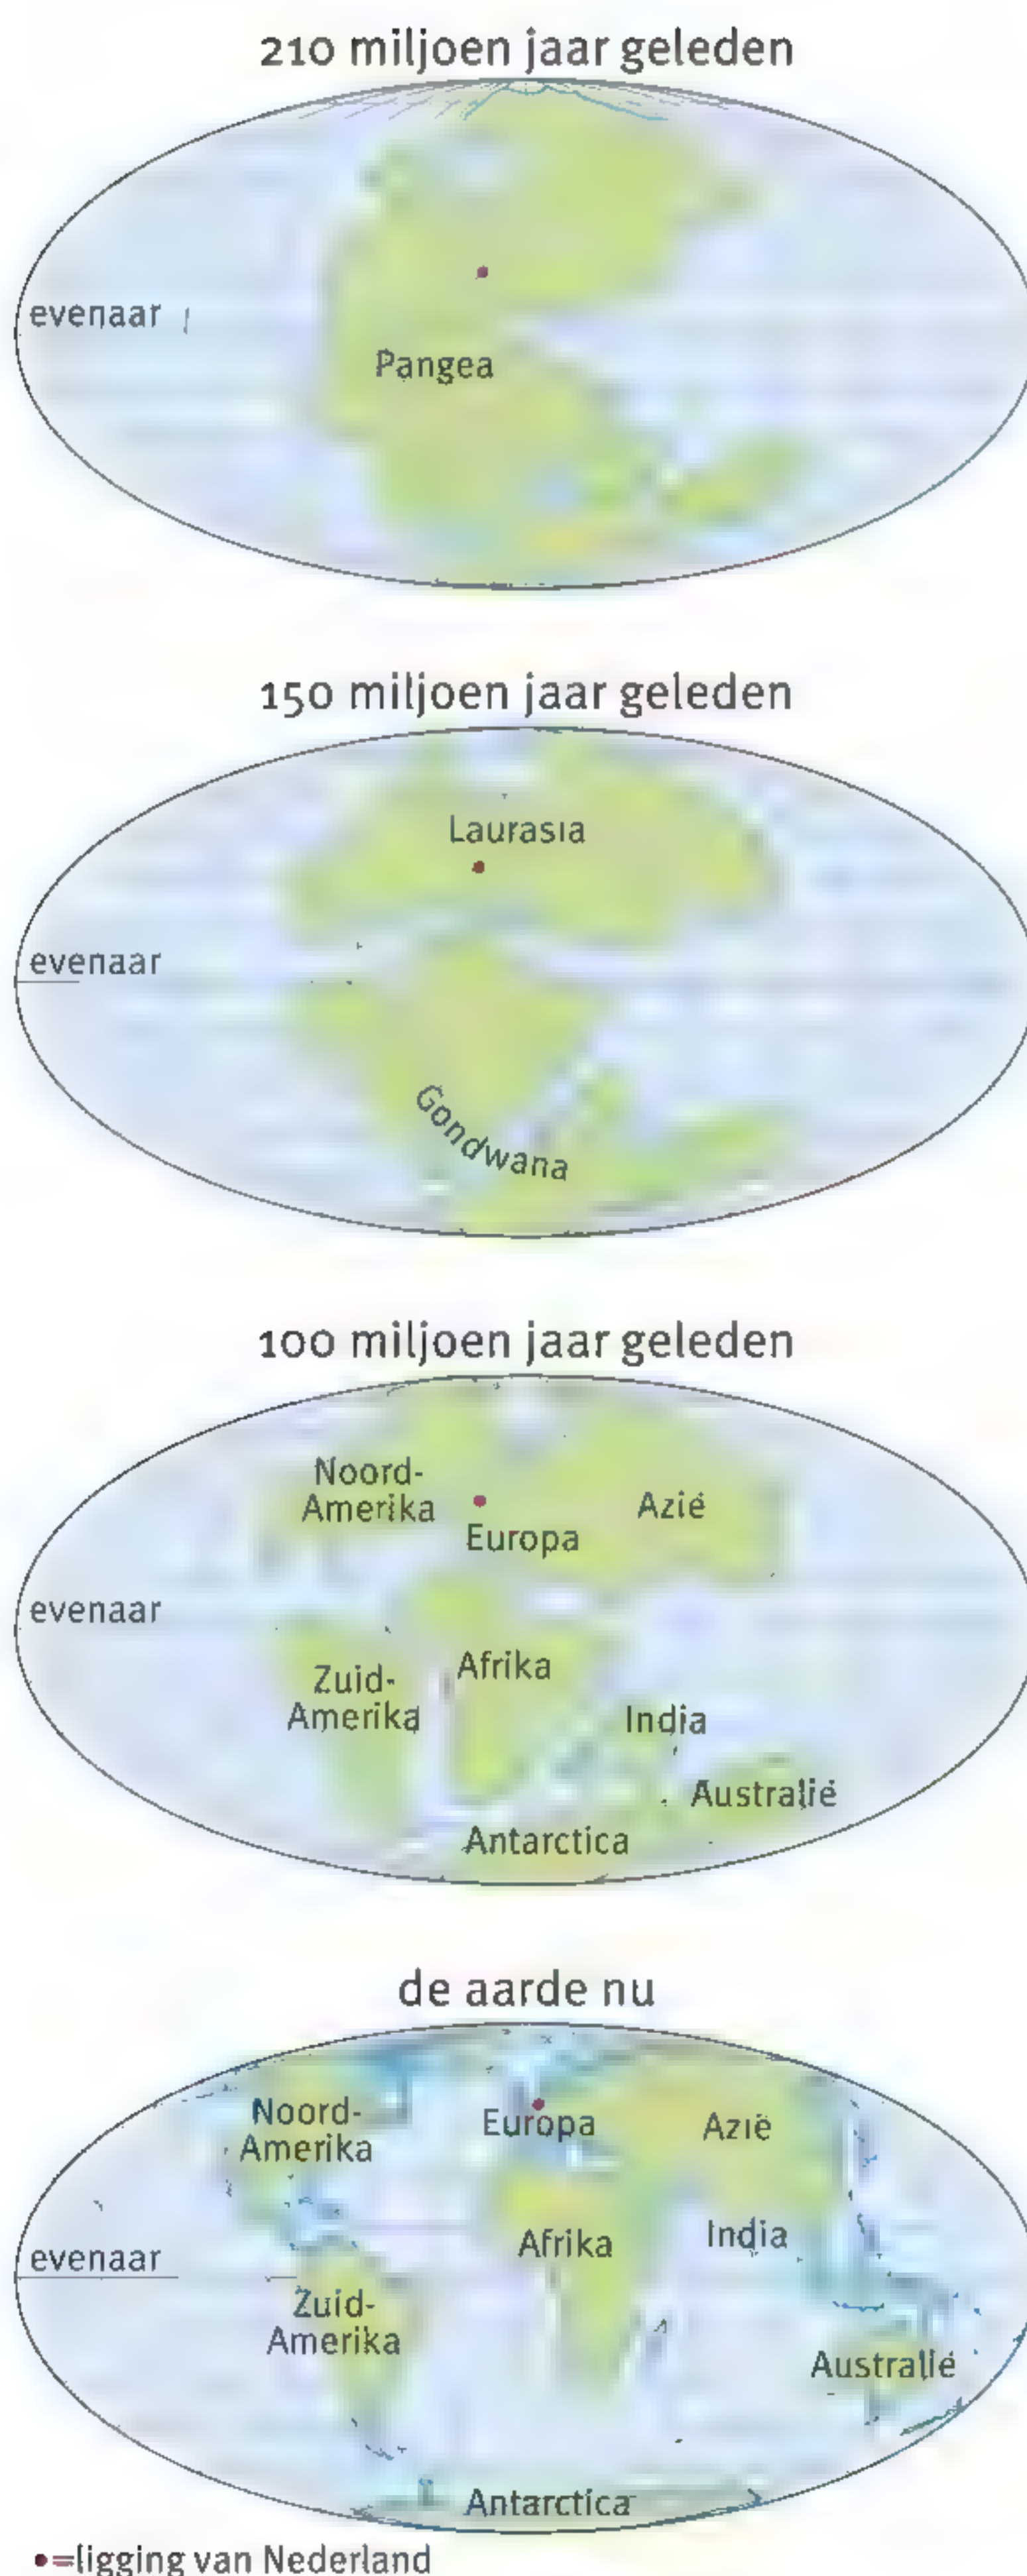 210 miljoen jaar geleden
evenaar
Pangea
150 miljoen jaar geleden
Laurasia
evenaar
Gondwana
100 miljoen jaar geleden
Noord-
Amerika
Azië
Europa
evenaar
Afrika
Zuid-
Amerika
India
Australië
Antarctica
de aarde nu
Noord-
Amerika
Europa
Azië
India
Afrika
evenaar
Zuid-
Amerika
Australië
Antarctica
•=ligging van Nederland